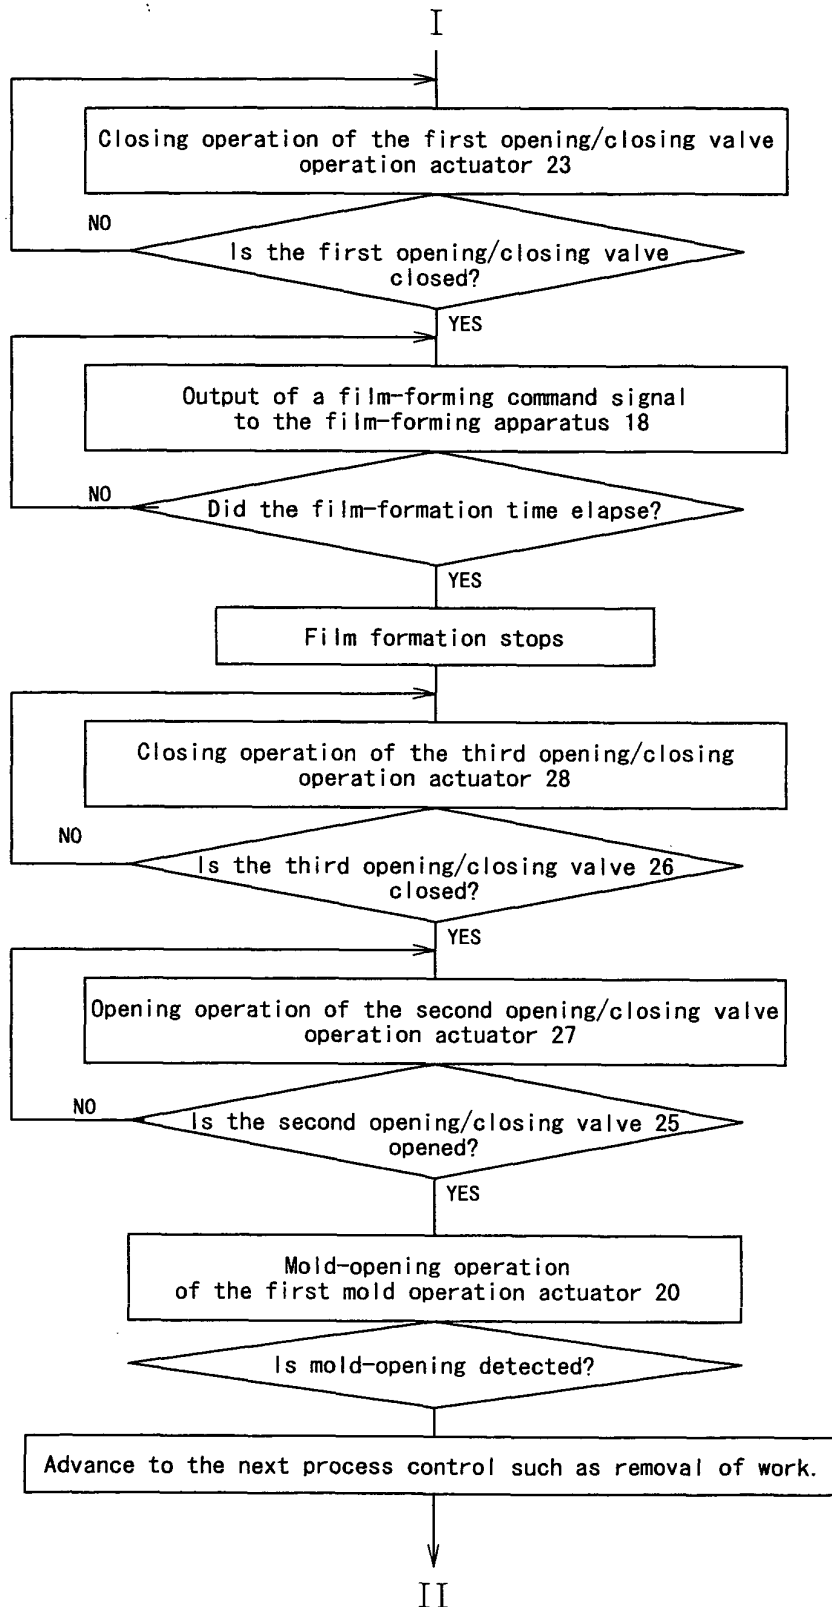 I
Closing operation of the first opening/closing valve
operation actuator 23
NO
Is the first opening/closing valve
closed?
YES
Output of a film-forming command signal
to the film-forming apparatus 18
NO
Did the film-formation time elapse?
YES
Film formation stops
Closing operation of the third opening/closing
operation actuator 28
NO
Is the third opening/closing valve 26
closed?
YES
Opening operation of the second opening/closing valve
operation actuator 27
NO
Is the second opening/closing valve 25
opened?
YES
Mold-opening operation
of the first mold operation actuator 20
Is mold-opening detected?
Advance to the next process control such as removal of work.
II